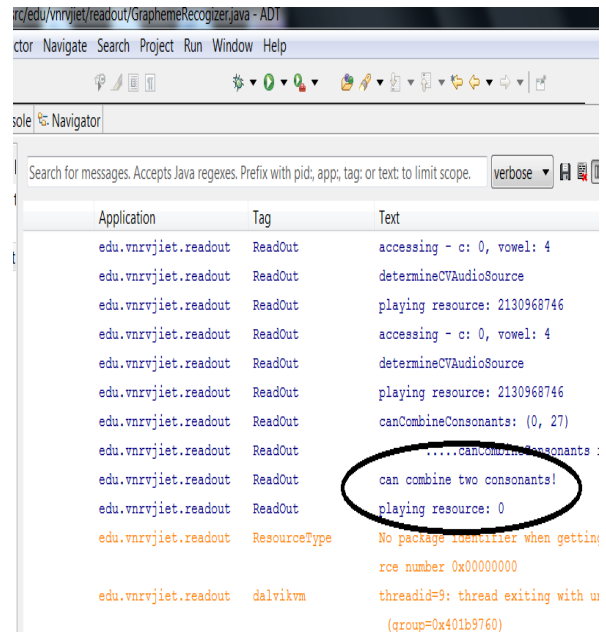 src/edu/vnrvjiet/readout/GraphemeRecogizer.java - ADT
ctor Navigate Search Project Run Window Help
sole Navigator
Search for messages. Accepts Java regexes. Prefix with pid:, app:, tag: or text: to limit scope. verbose
Application Tag Text
edu.vnrvjiet.readout ReadOut accessing - c: 0, vowel: 4
edu.vnrvjiet.readout ReadOut determineCVAudioSource
edu.vnrvjiet.readout ReadOut playing resource: 2130968746
edu.vnrvjiet.readout ReadOut accessing - c: 0, vowel: 4
edu.vnrvjiet.readout ReadOut determineCVAudioSource
edu.vnrvjiet.readout ReadOut playing resource: 2130968746
edu.vnrvjiet.readout ReadOut canCombineConsonants: (0, 27)
edu.vnrvjiet.readout ReadOut .....canCombineConsonants
edu.vnrvjiet.readout ReadOut can combine two consonants!
edu.vnrvjiet.readout ReadOut playing resource: 0
edu.vnrvjiet.readout ResourceType No package identifier when getting
rce number 0x00000000
edu.vnrvjiet.readout dalvikvm threadid=9: thread exiting with un
(group=0x401b9760)